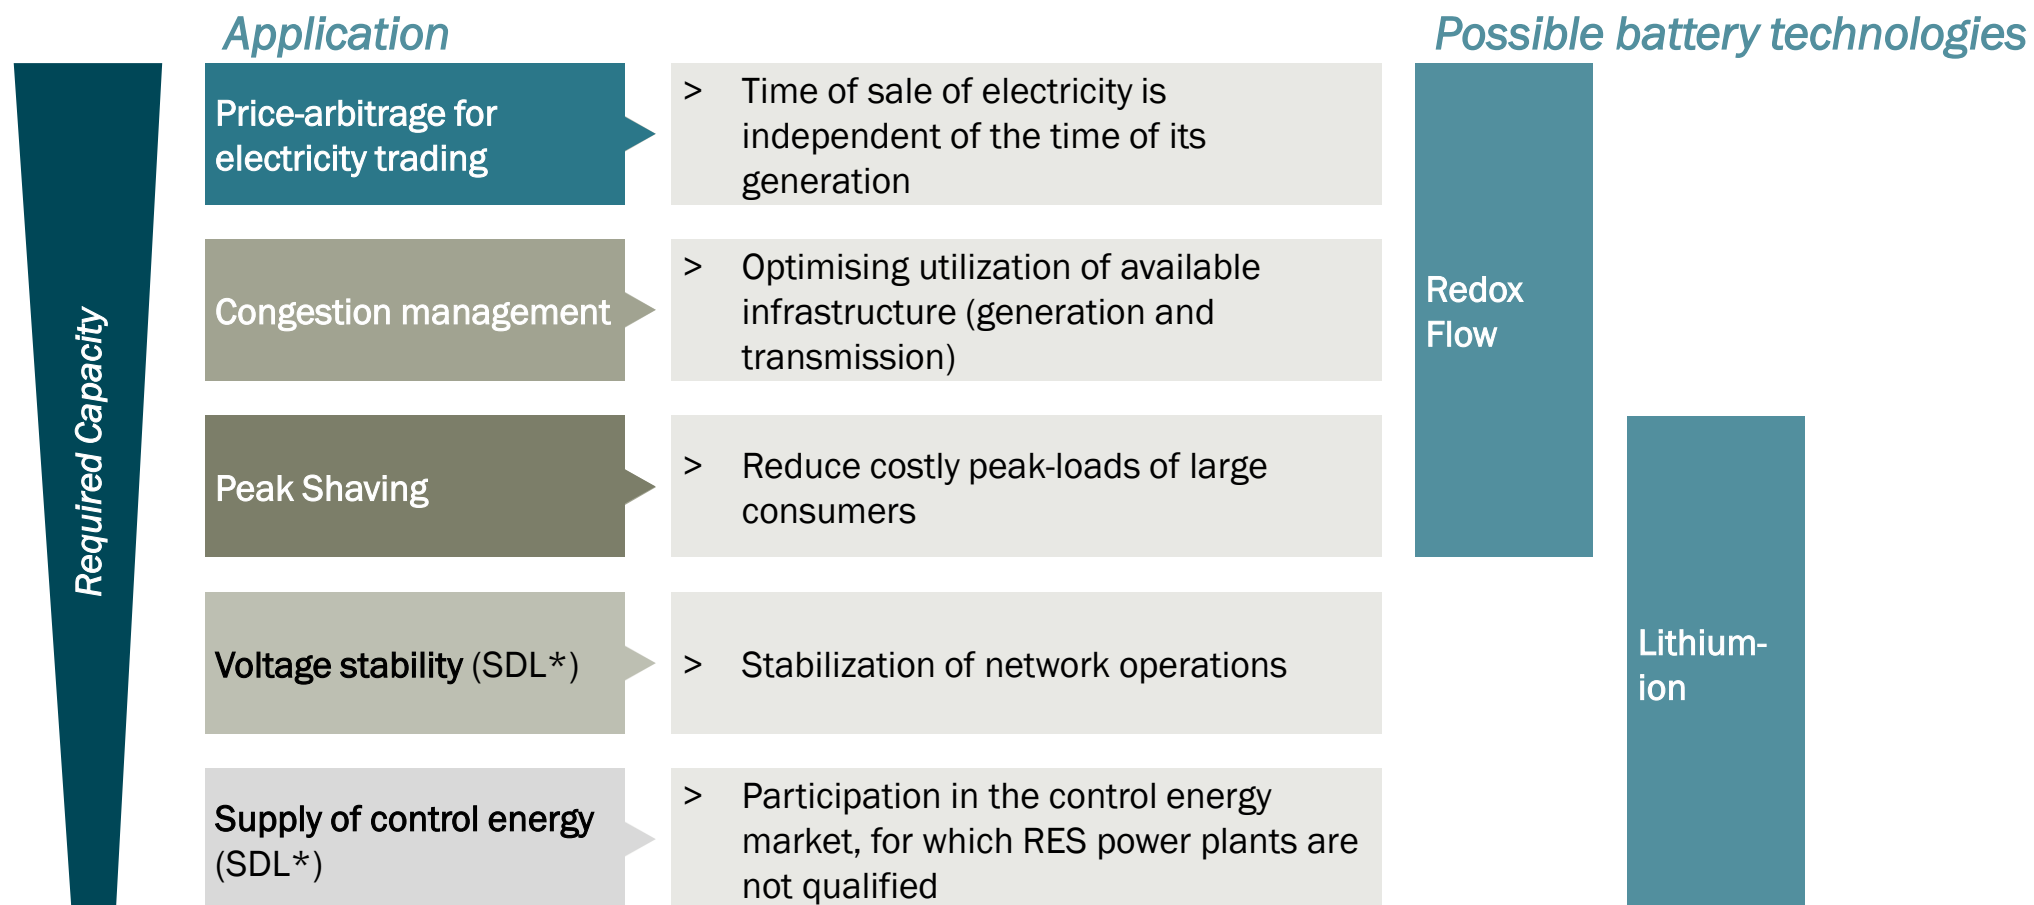 Application
Possible battery technologies
Required Capacity
Price-arbitrage for
electricity trading
> Time of sale of electricity is
independent of the time of its
generation
Congestion management
> Optimising utilization of available
infrastructure (generation and
transmission)
Peak Shaving
> Reduce costly peak-loads of large
consumers
Voltage stability (SDL*)
> Stabilization of network operations
Supply of control energy
(SDL*)
> Participation in the control energy
market, for which RES power plants are
not qualified
Redox
Flow
Lithium-
ion